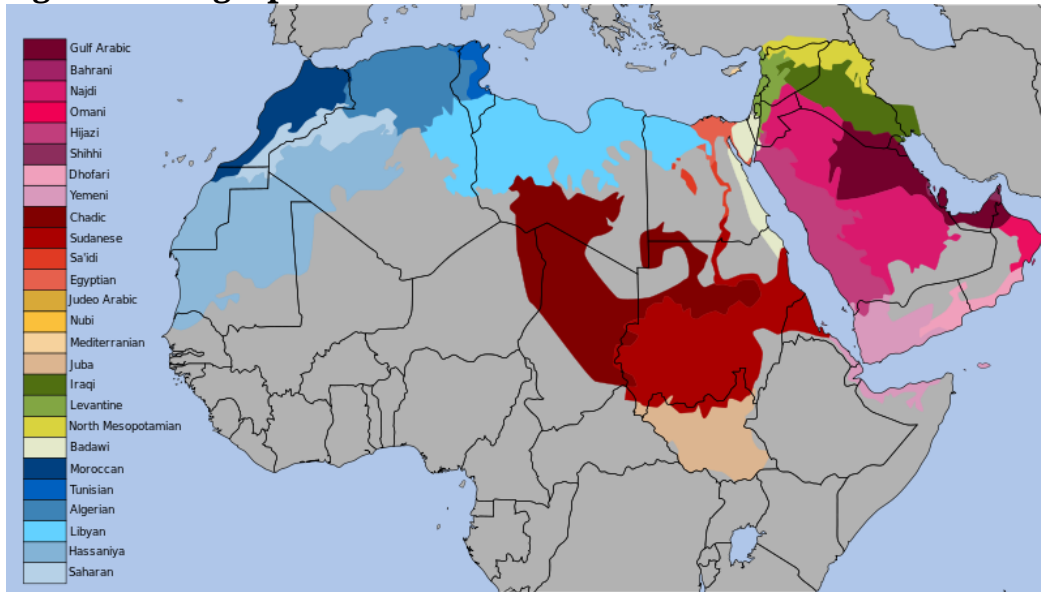 Gulf Arabic
Bahrani
Najdi
Omani
Hijazi
Shihhi
Dhofari
Yemeni
Chadic
Sudanese
Sa'idi
Egyptian
Judeo Arabic
Nubi
Mediterranian
Juba
Iraqi
Levantine
North Mesopotamian
Badawi
Moroccan
Tunisian
Algerian
Libyan
Hassaniya
Saharan